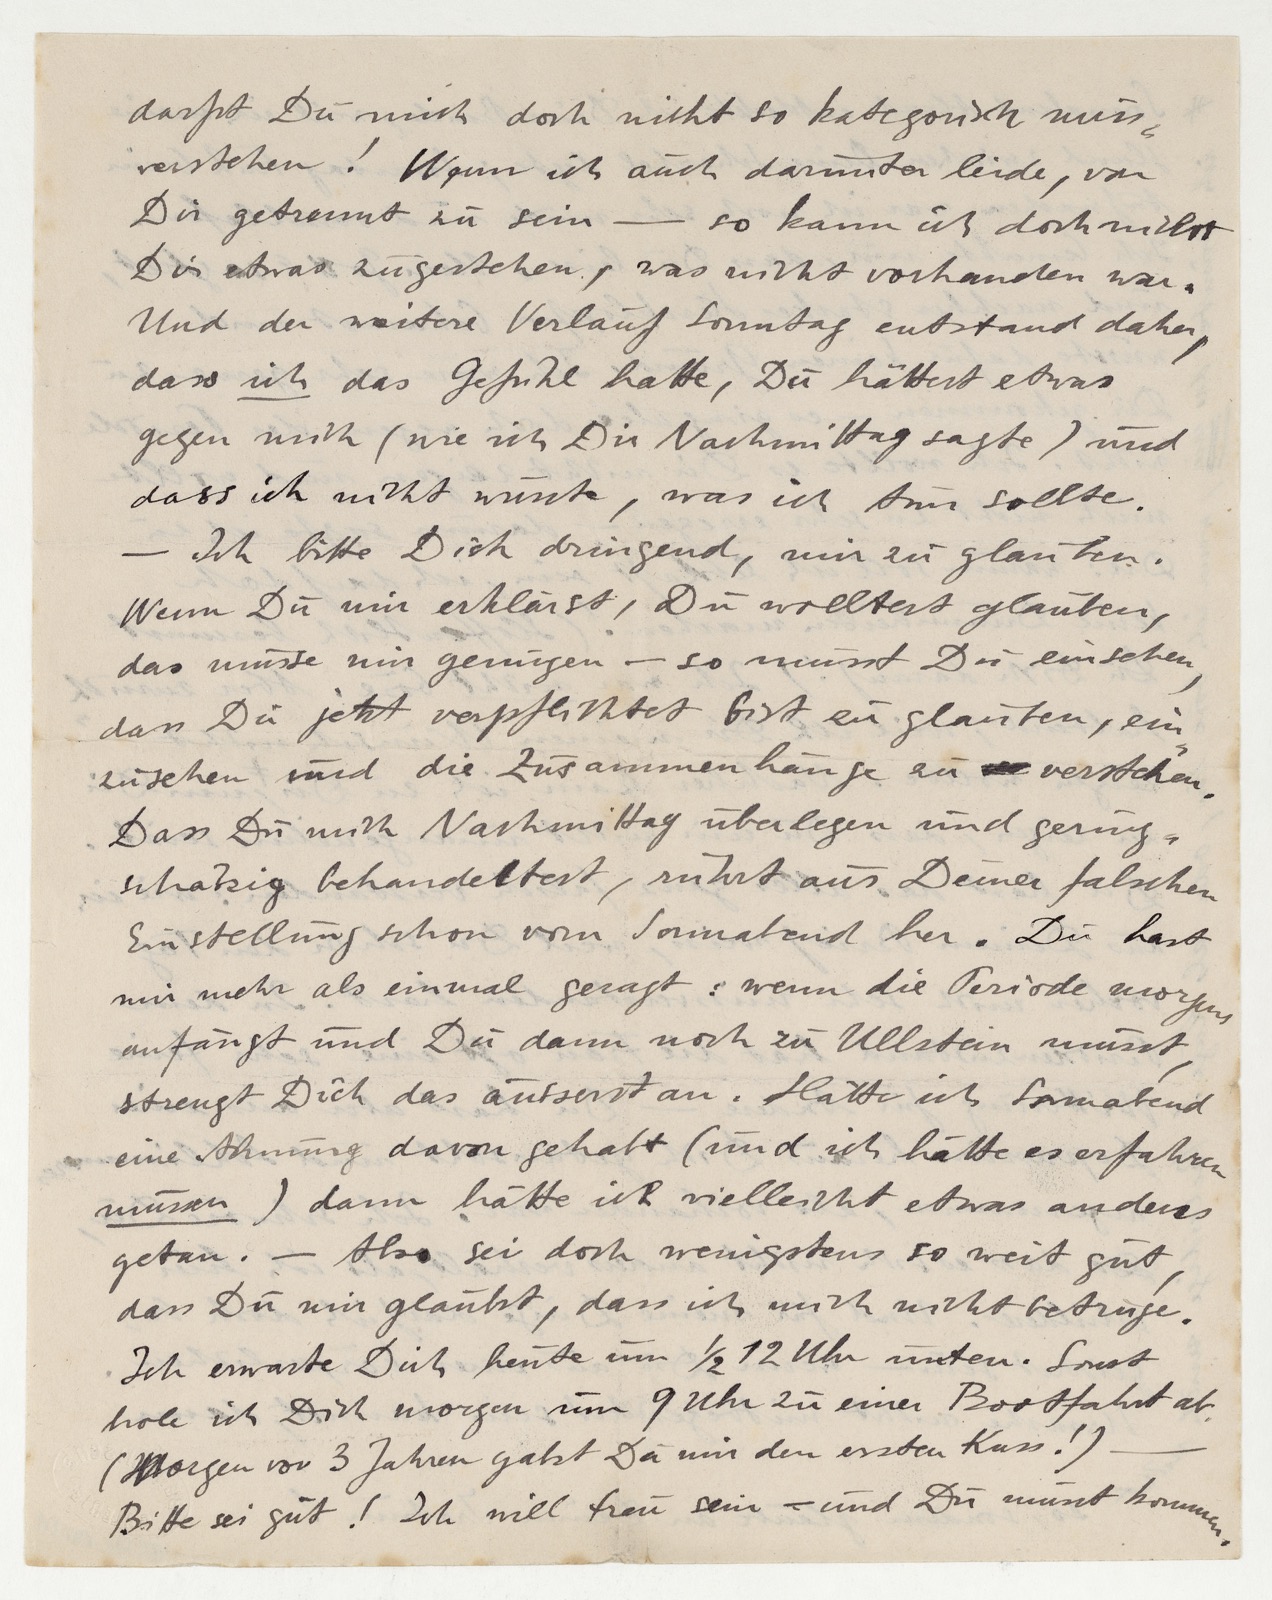 darfst Du mich doch nicht so kategorisch miss-
verstehen! Wenn ich auch darunter leide, von
Dir getrennt zu sein — so kann ich doch nicht
Dir etwas zugestehen, was nicht vorhanden war.
Und der weitere Verlauf Sonntag entstand daher,
dass ich das Gefühl hatte, Du hättest etwas
gegen mich (wie ich Dir Nachmittag sagte) und
dass ich nicht wusste, was ich tun sollte.
— Ich bitte Dich dringend, mir zu glauben.
Wenn Du mir erklärst, Du wolltest glauben,
das müsse mir genügen — so musst Du einsehen,
dass Du jetzt verpflichtet bist zu glauben, ein-
zusehen und die Zusammenhänge zu verstehen.
Dass Du mich Nachmittag überlegen und gering-
schätzig behandeltest, rührt aus Deiner falschen
Einstellung schon vom Sonnabend her. Du hast
mir mehr als einmal gesagt: wenn die Periode morgens
anfängt und Du dann noch zu Ullstein musst,
strengt Dich das äusserst an. Hätte ich Sonnabend
eine Ahnung davon gehabt (und ich hätte es erfahren
müssen) dann hätte ich vielleicht etwas anderes
getan. — Also sei doch wenigstens so weit gut,
dass Du mir glaubst, dass ich mich nicht betrüge.
Ich erwarte Dich heute um ½ 12 Uhr unten. Sonst
hole ich Dich morgen um 9 Uhr zu einer Bootfahrt ab.
(Morgen vor 3 Jahren gabst Du mir den ersten Kuss!) —
Bitte sei gut! Ich will treu sein — und Du musst kommen.